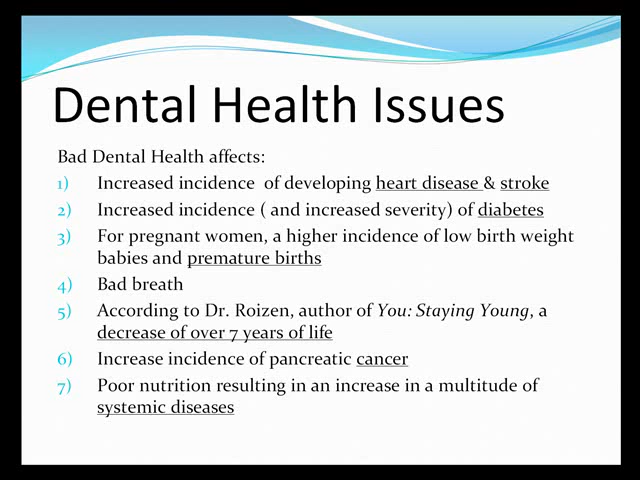 Dental Health Issues
Bad Dental Health affects:
1) Increased incidence of developing heart disease & stroke
2) Increased incidence ( and increased severity) of diabetes
3) For pregnant women, a higher incidence of low birth weight
babies and premature births
4) Bad breath
5) According to Dr. Roizen, author of You: Staying Young, a
decrease of over 7 years of life
6) Increase incidence of pancreatic cancer
7) Poor nutrition resulting in an increase in a multitude of
systemic diseases